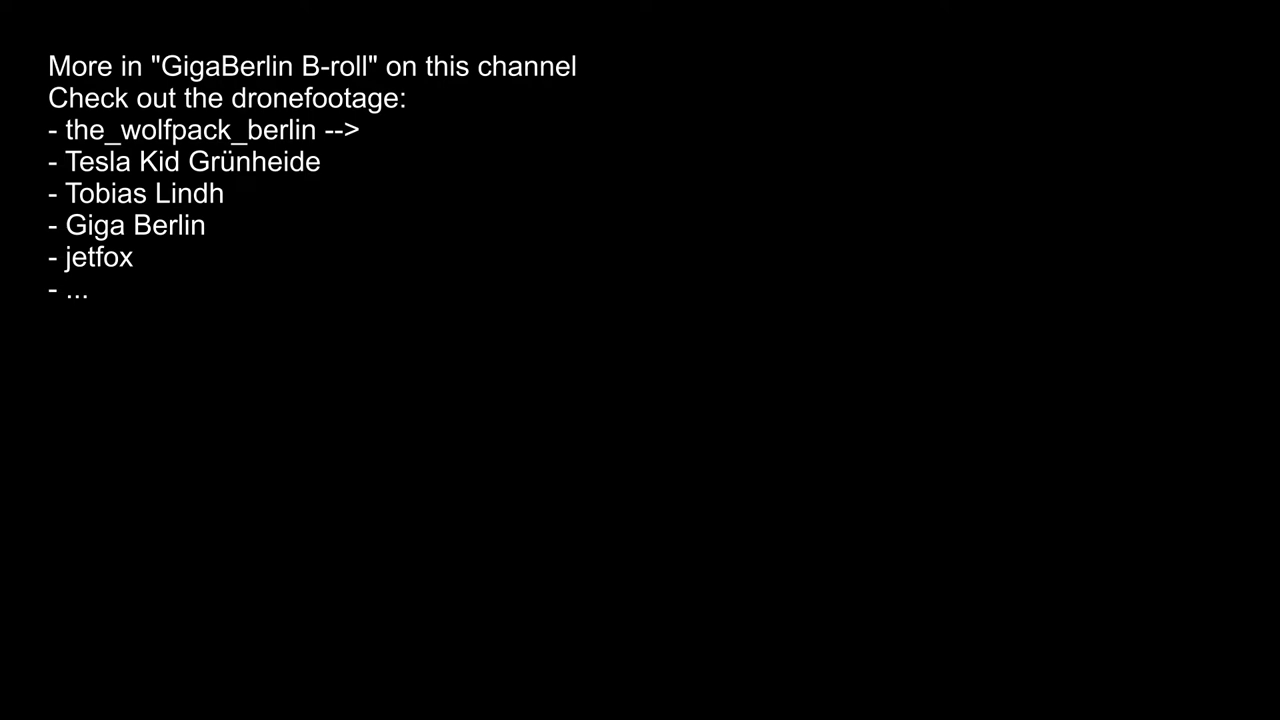 More in "GigaBerlin B-roll" on this channel
Check out the dronefootage:
- the_wolfpack_berlin -->
- Tesla Kid Grünheide
- Tobias Lindh
- Giga Berlin
- jetfox
- ...